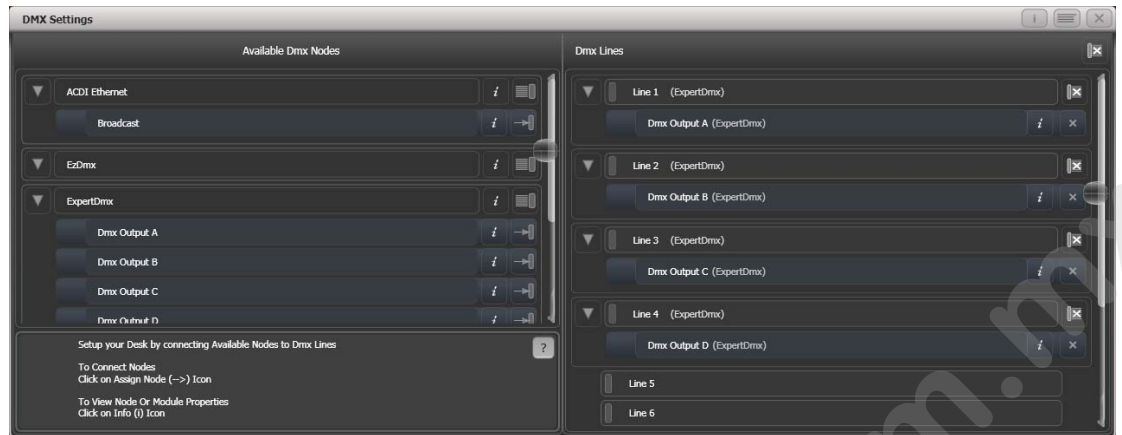 DMX Settings
i
Available Dmx Nodes
Dmx Lines
ACDI Ethernet
i
Broadcast
i
EzDmx
i
ExpertDmx
i
Dmx Output A
i
Dmx Output B
i
Dmx Output C
i
Dmx Output D
i
Setup your Desk by connecting Available Nodes to Dmx Lines
?
To Connect Nodes
Click on Assign Node (-->) Icon
To View Node Or Module Properties
Click on Info (i) Icon
Line 1 (ExpertDmx)
Dmx Output A (ExpertDmx)
i
Line 2 (ExpertDmx)
Dmx Output B (ExpertDmx)
i
Line 3 (ExpertDmx)
Dmx Output C (ExpertDmx)
i
Line 4 (ExpertDmx)
Dmx Output D (ExpertDmx)
i
Line 5
Line 6